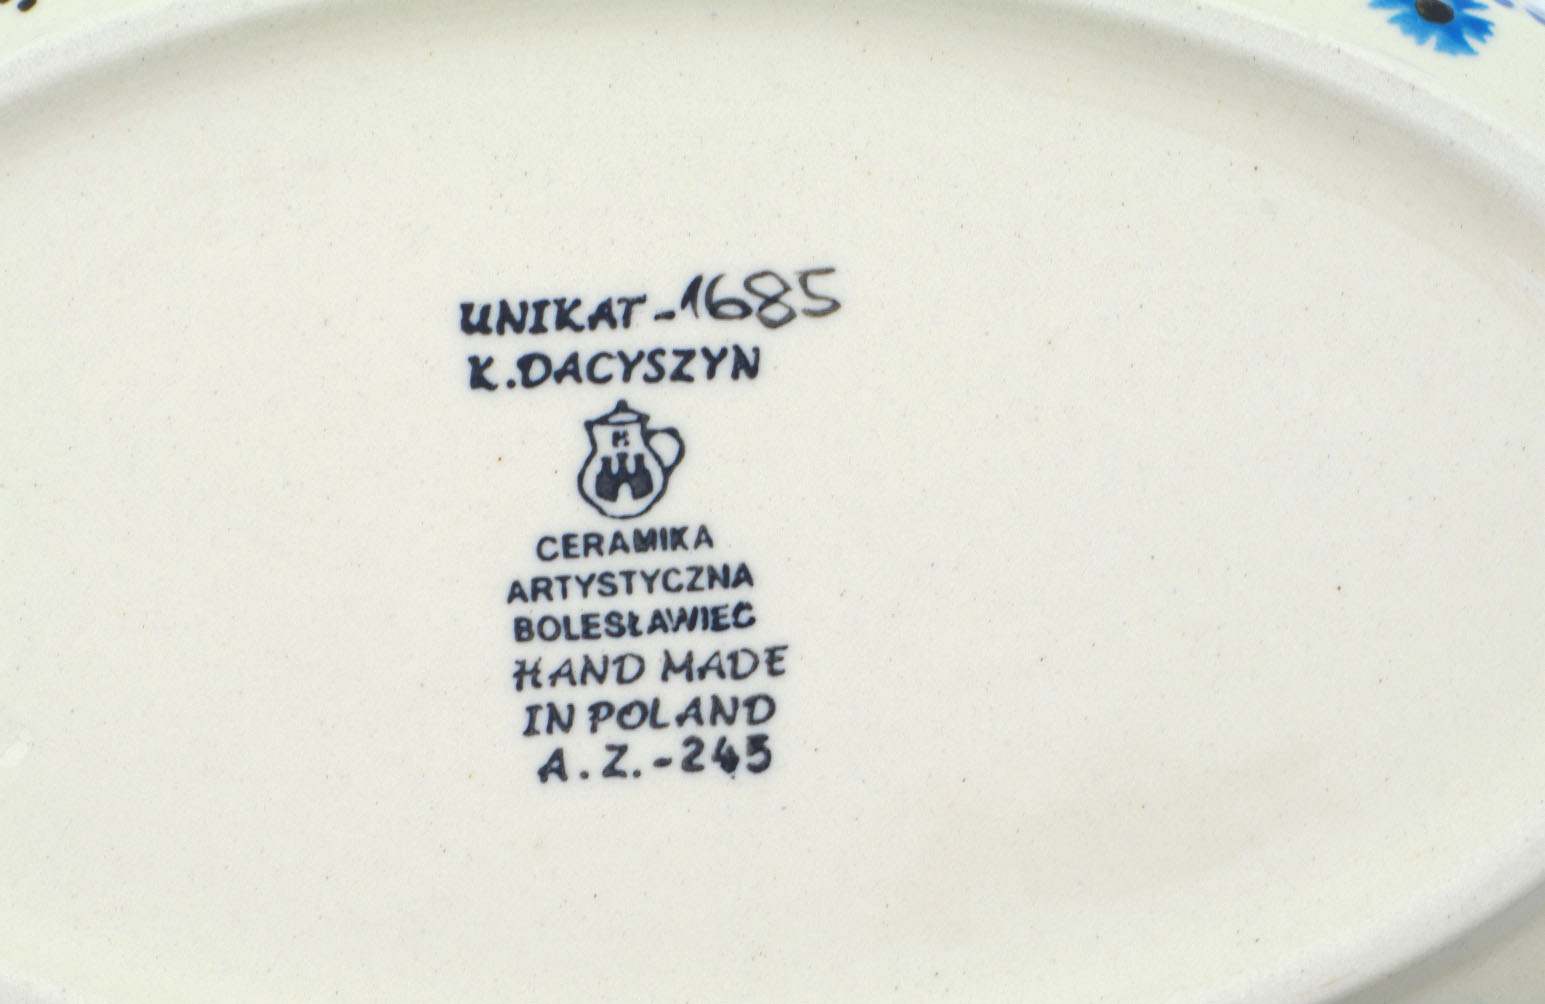 UNIKAT-1685
K.DACYSZYN
CERAMIKA
ARTYSTYCZNA
BOLESŁAWIEC
HAND MADE
IN POLAND
A.Z.-245